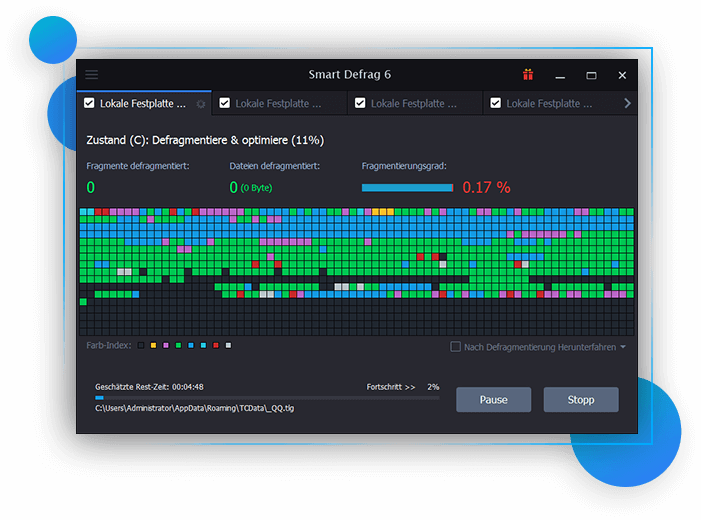 Smart Defrag 6
Lokale Festplatte ... Lokale Festplatte ... Lokale Festplatte ... Lokale Festplatte ...
Zustand (C): Defragmentiere & optimiere (11%)
Fragmente defragmentiert: Dateien defragmentiert: Fragmentierungsgrad:
0 0 (0 Byte) 0.17 %
Farb-Index: Nach Defragmentierung Herunterfahren
Geschätzte Rest-Zeit: 00:04:48 Fortschritt >> 2%
C:\Users\Administrator\AppData\Roaming\TCData\_QQ.tlg
Pause Stopp